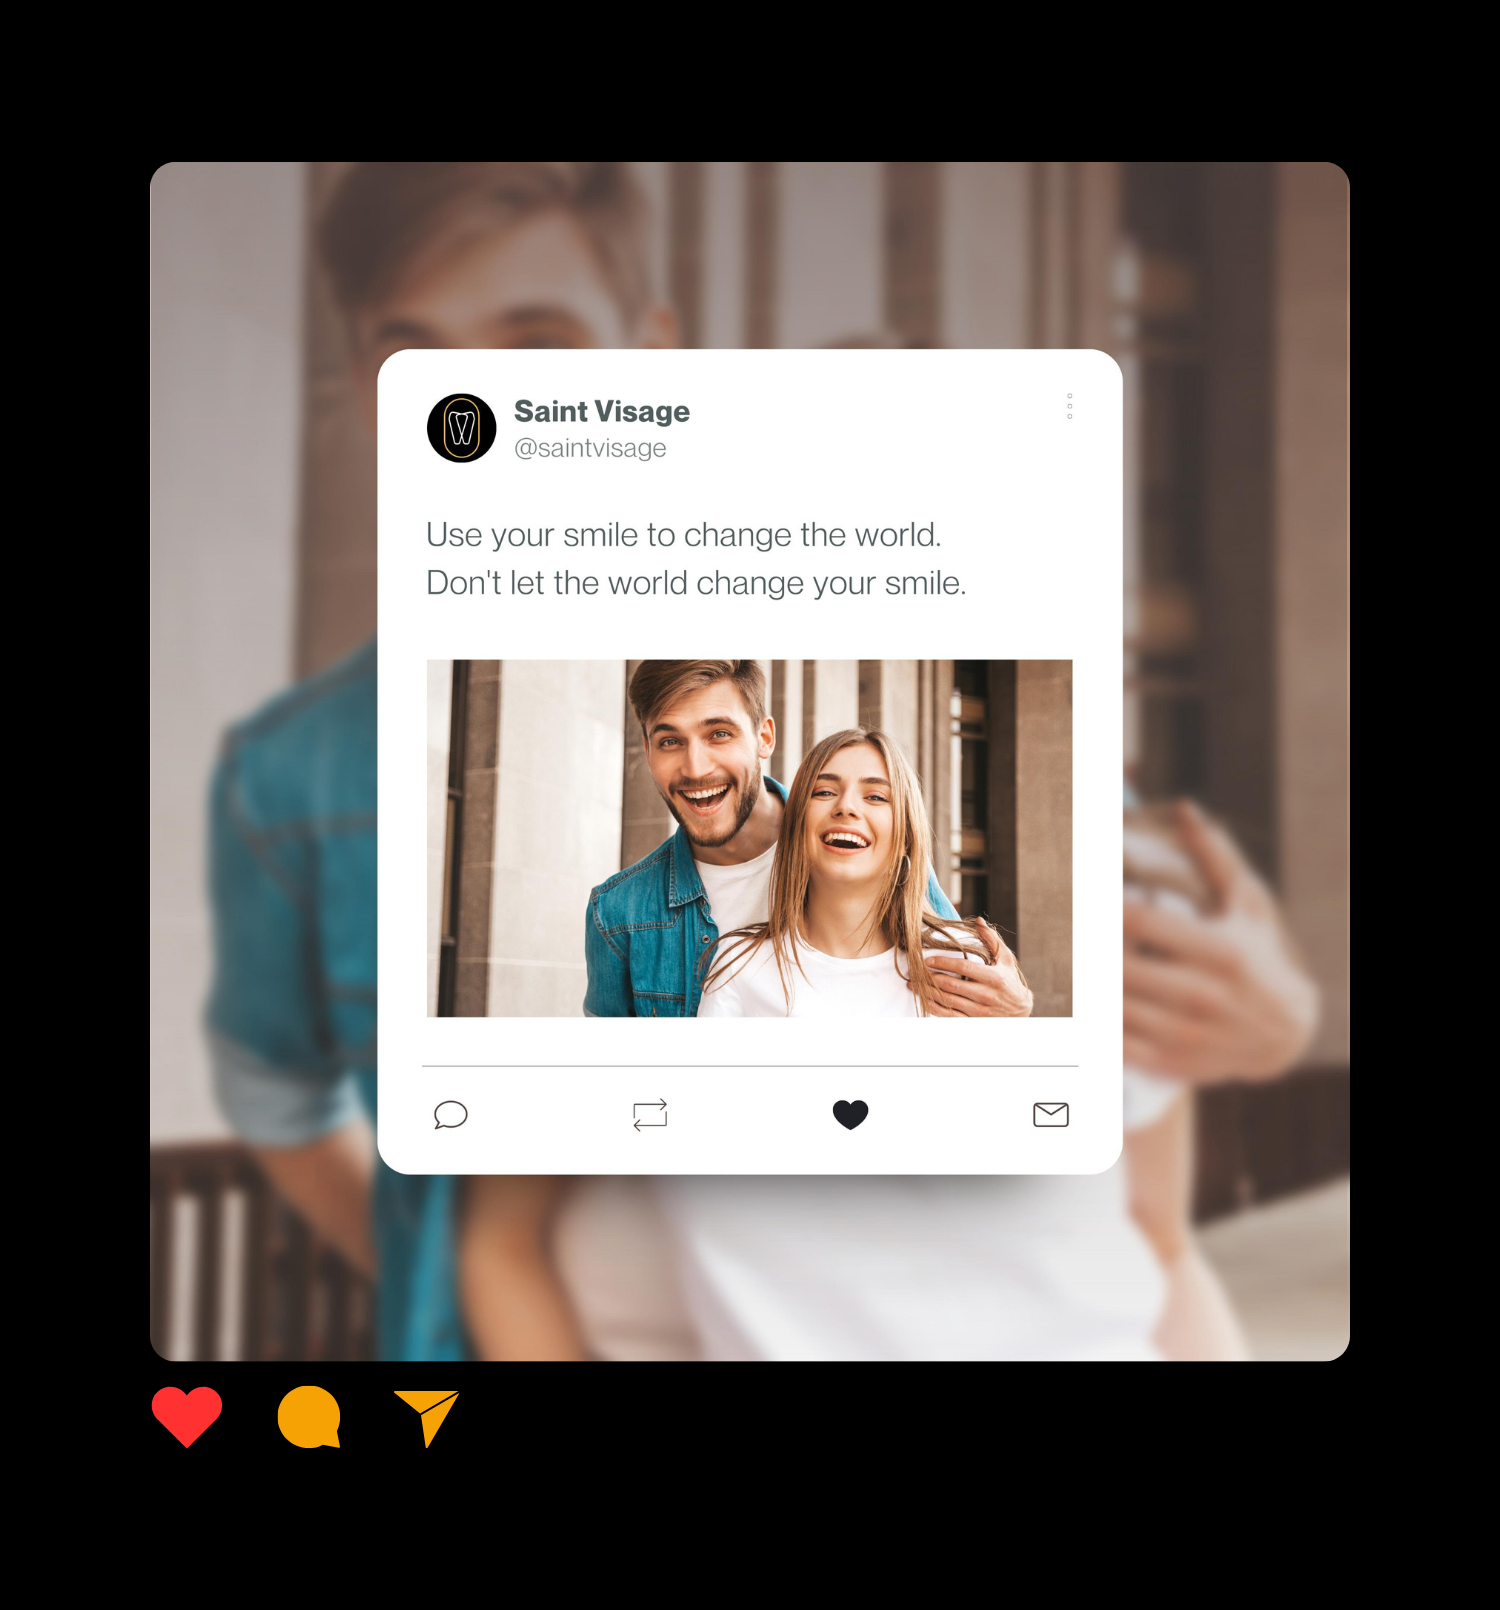 Saint Visage
@saintvisage
Use your smile to change the world.
Don't let the world change your smile.